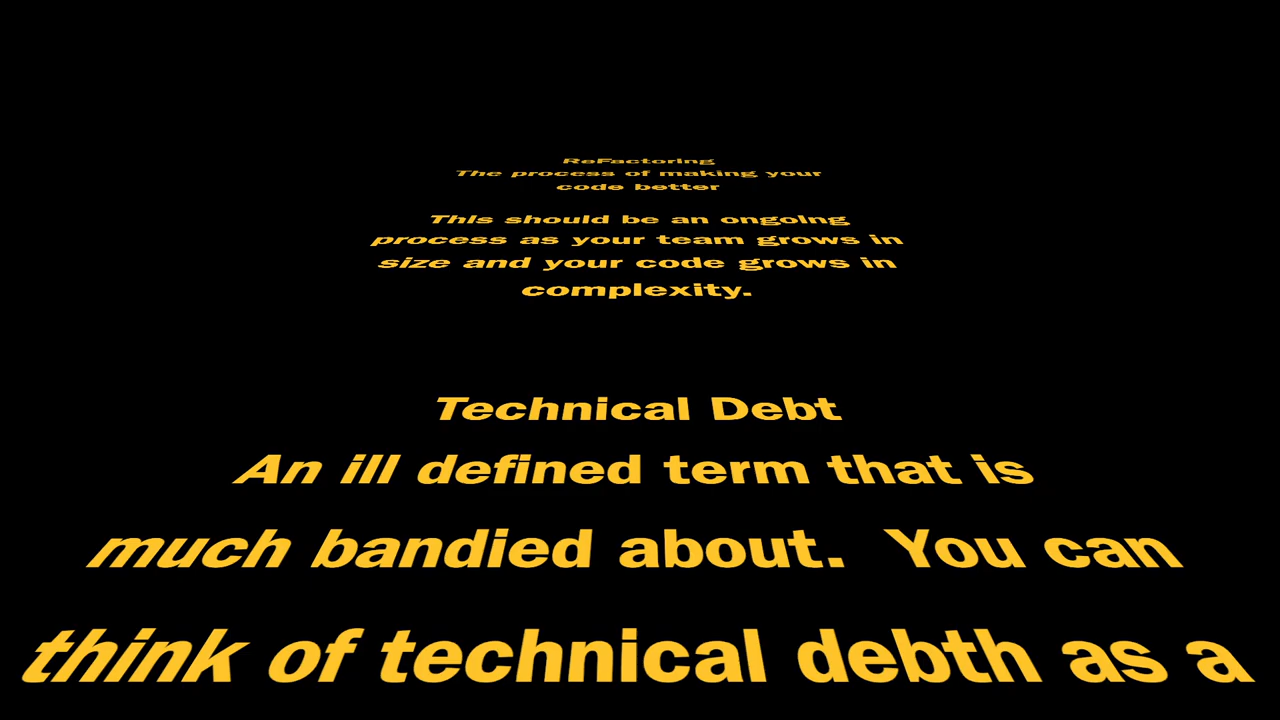 ReFactoring
The process of making your
code better
This should be an ongoing
process as your team grows in
size and your code grows in
complexity.
Technical Debt
An ill defined term that is
much bandied about. You can
think of technical debth as a